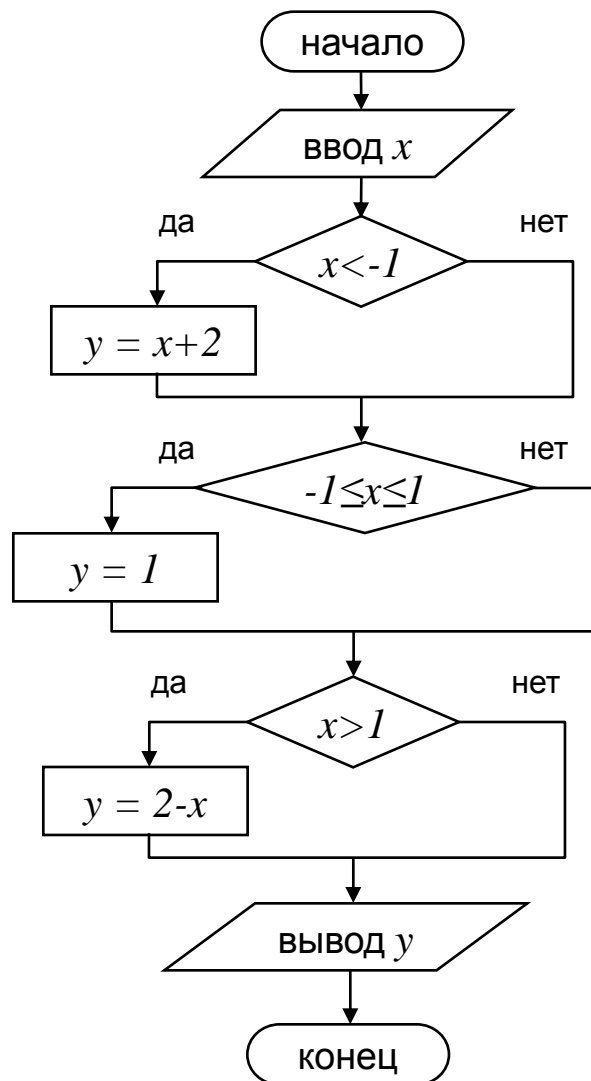 начало
ввод x
да
нет
x<-1
y = x+2
да
нет
-1≤x≤1
y = 1
да
нет
x>1
y = 2-x
вывод y
конец